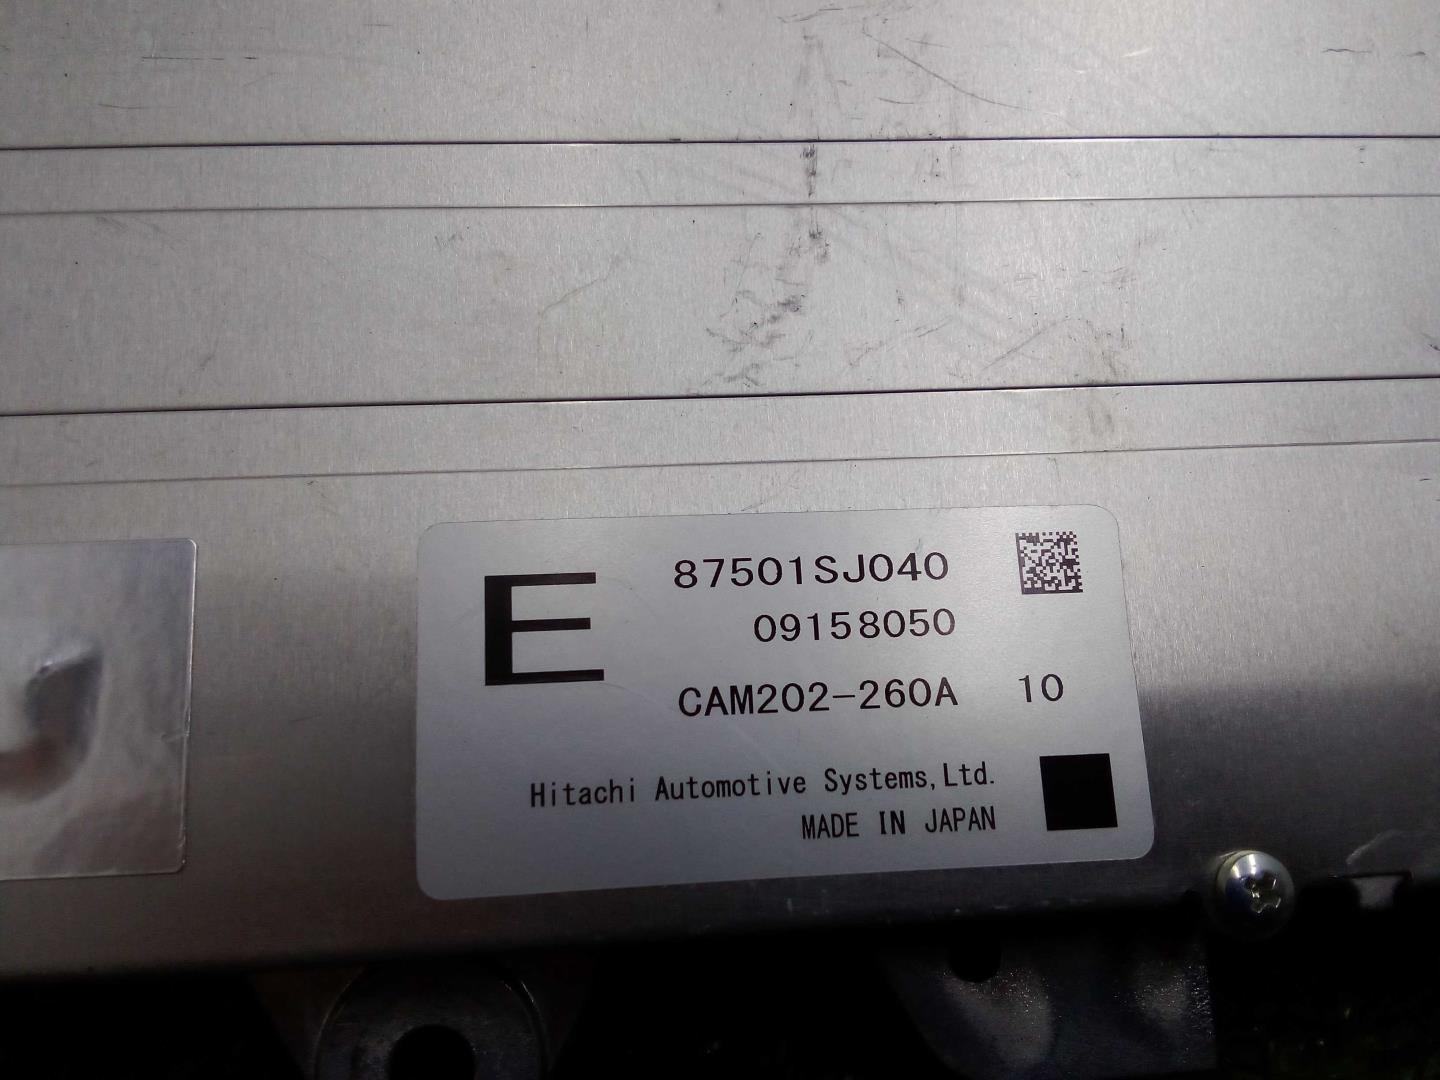 E
87501SJ040
09158050
CAM202-260A 10
Hitachi Automotive Systems, Ltd.
MADE IN JAPAN